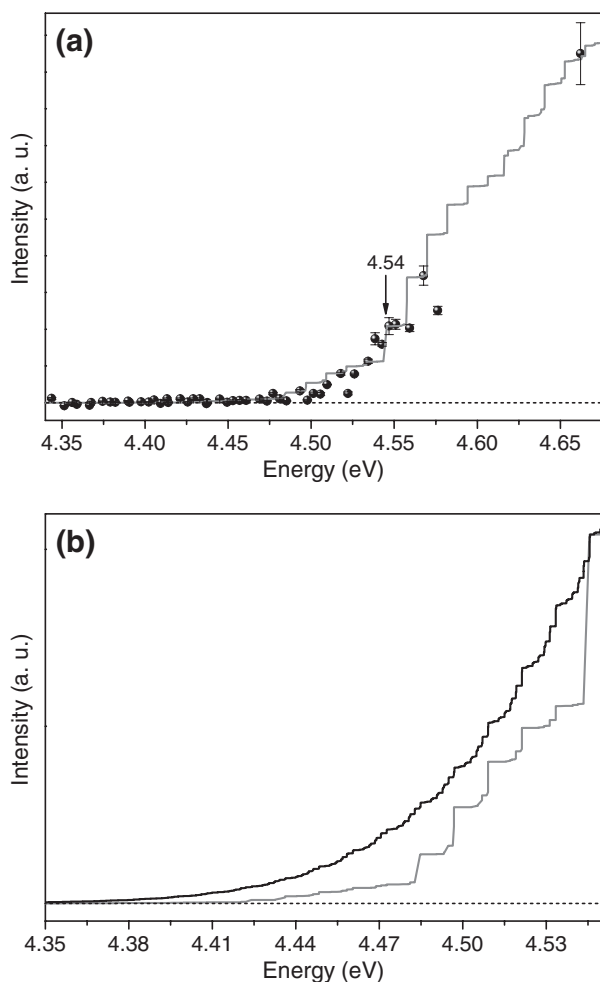 (a)
Intensity (a. u.)
4.54
4.35 4.40 4.45 4.50 4.55 4.60 4.65
Energy (eV)
(b)
Intensity (a. u.)
4.35 4.38 4.41 4.44 4.47 4.50 4.53
Energy (eV)